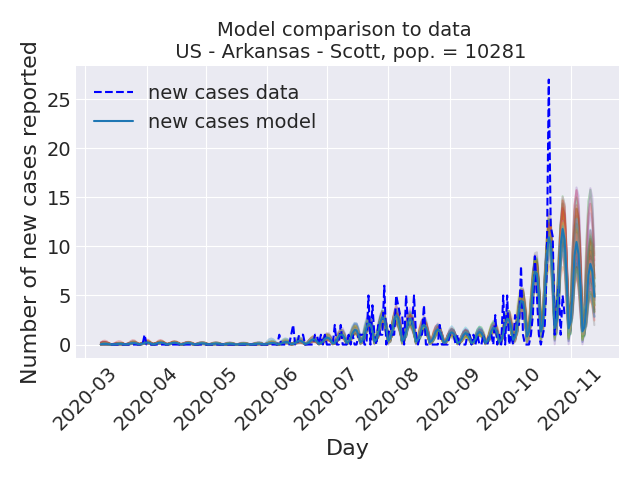 Model comparison to data
US - Arkansas - Scott, pop. = 10281
Number of new cases reported
25
20
15
10
5
0
new cases data
new cases model
2020-03
2020-04
2020-05
2020-06
2020-07
2020-08
2020-09
2020-10
2020-11
Day